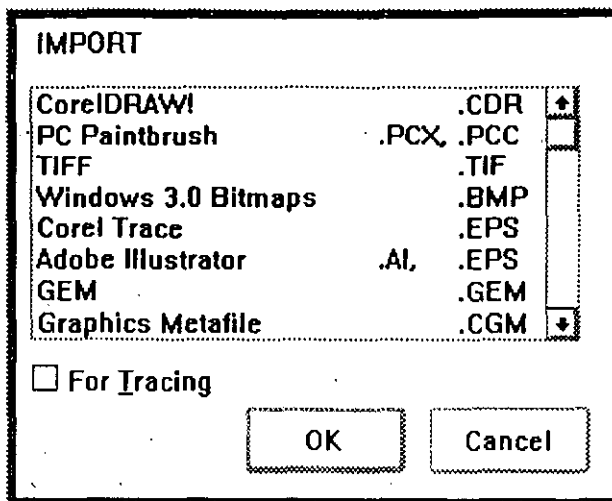 IMPORT
CorelDRAW! .CDR
PC Paintbrush .PCX, .PCC
TIFF .TIF
Windows 3.0 Bitmaps .BMP
Corel Trace .EPS
Adobe Illustrator .AI, .EPS
GEM .GEM
Graphics Metafile .CGM
For Tracing
OK Cancel